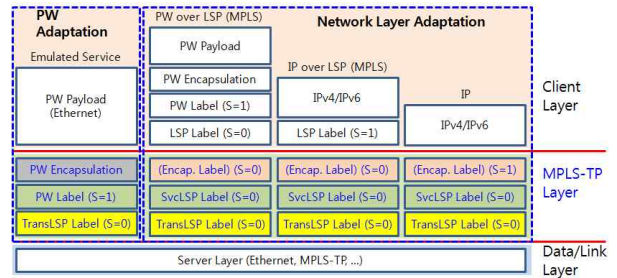 PW
Adaptation
Emulated Service
PW Payload
(Ethernet)
PW Encapsulation
PW Label (S=1)
TransLSP Label (S=0)
Network Layer Adaptation
PW over LSP (MPLS)
PW Payload
PW Encapsulation
PW Label (S=1)
LSP Label (S=0)
(Encap. Label) (S=0)
SvcLSP Label (S=0)
TransLSP Label (S=0)
IP over LSP (MPLS)
IPv4/IPv6
LSP Label (S=1)
(Encap. Label) (S=0)
SvcLSP Label (S=0)
TransLSP Label (S=0)
IP
IPv4/IPv6
(Encap. Label) (S=1)
SvcLSP Label (S=0)
TransLSP Label (S=0)
Client
Layer
MPLS-TP
Layer
Server Layer (Ethernet, MPLS-TP, ...)
Data/Link
Layer